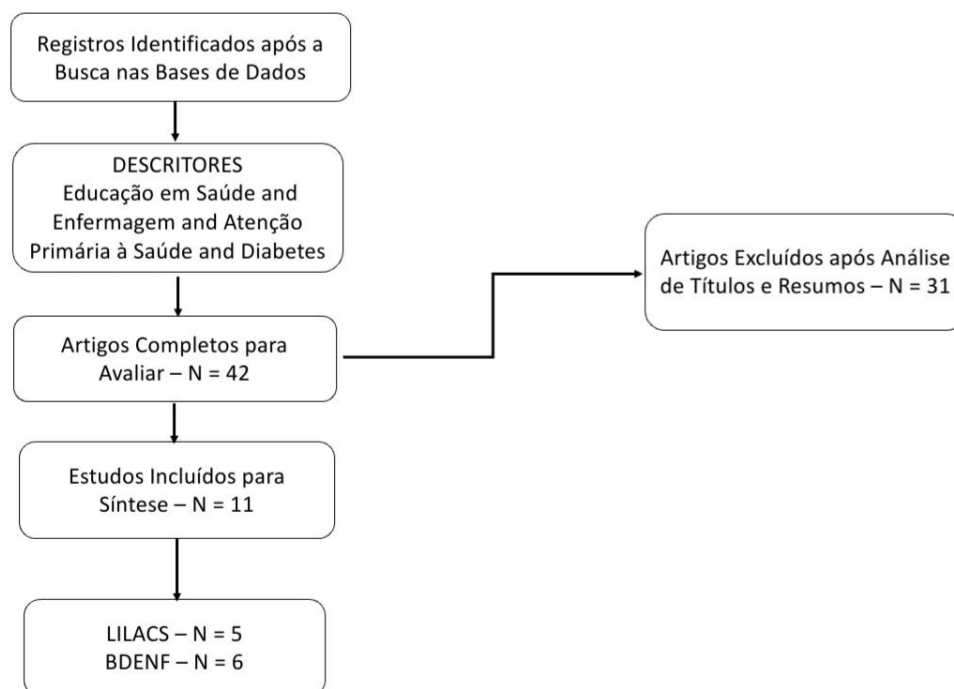 Registros Identificados após a
Busca nas Bases de Dados
DESCRITORES
Educação em Saúde and
Enfermagem and Atenção
Primária à Saúde and Diabetes
Artigos Excluídos após Análise
de Títulos e Resumos – N = 31
Artigos Completos para
Avaliar – N = 42
Estudos Incluídos para
Síntese – N = 11
LILACS – N = 5
BDENF – N = 6